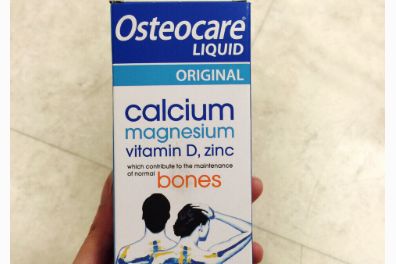 Osteocare®
LIQUID
ORIGINAL
calcium
magnesium
vitamin D, zinc
which contribute to the maintenance
of normal bones